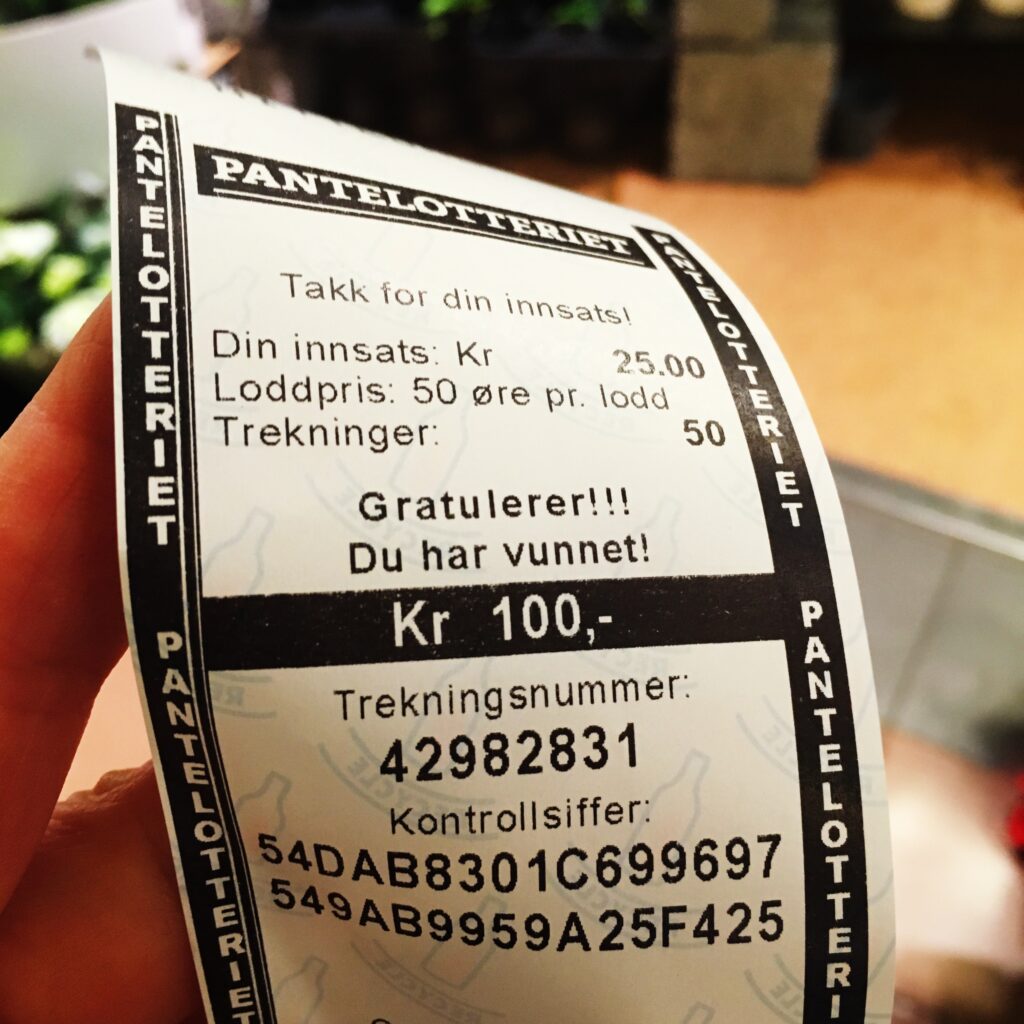 PANTELOTTERIET
Takk for din innsats!
Din innsats: Kr 25.00
Loddpris: 50 øre pr. lodd
Trekninger: 50
Gratulerer!!!
Du har vunnet!
Kr 100,-
Trekningsnummer:
42982831
Kontrollsiffer:
54DAB8301C699697
549AB9959A25F425
PANTELOTTERIET
PANTELOTTERIET
PANTELOTTERIET
PANTELOTTERI
RECYCLE